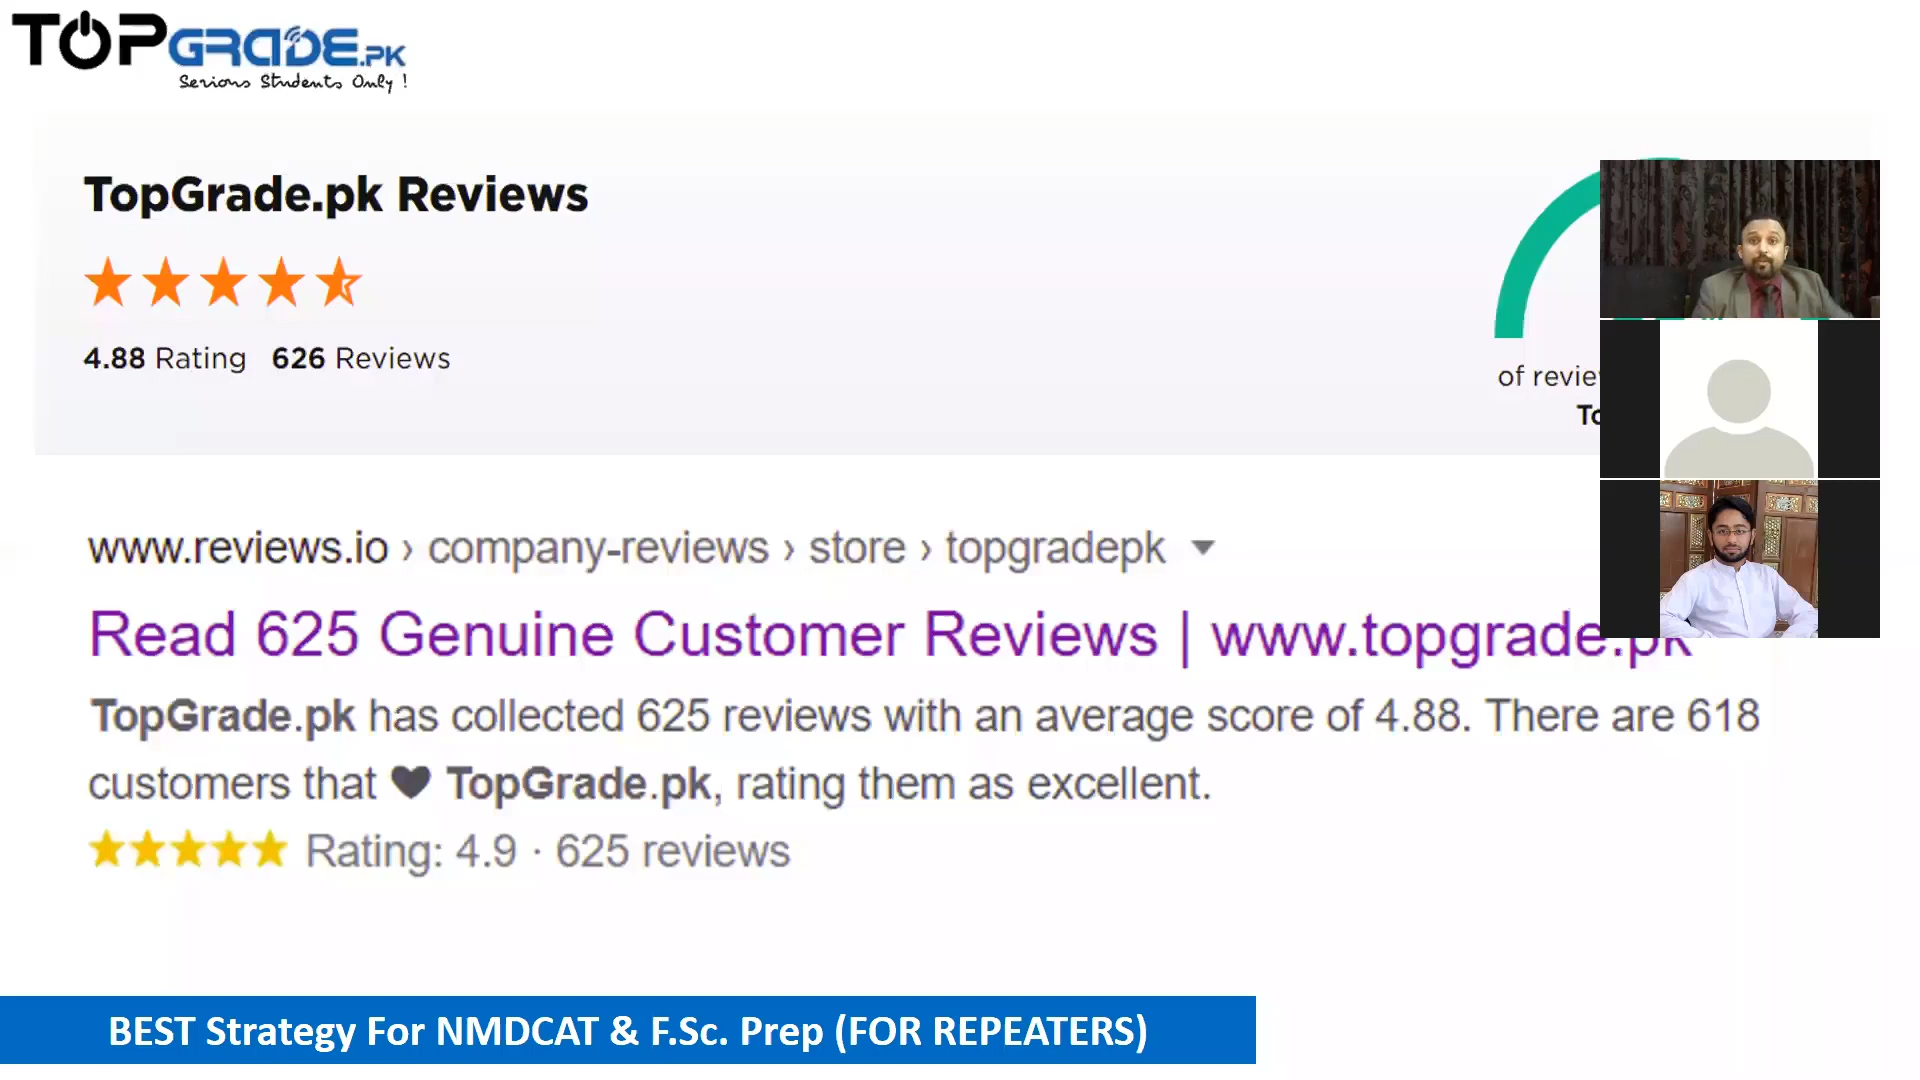 TOPGRADE.PK
Serious Students Only !
TopGrade.pk Reviews
4.88 Rating 626 Reviews
of revie
To
www.reviews.io › company-reviews › store › topgradepk
Read 625 Genuine Customer Reviews | www.topgrade.pk
TopGrade.pk has collected 625 reviews with an average score of 4.88. There are 618
customers that ♥ TopGrade.pk, rating them as excellent.
Rating: 4.9 · 625 reviews
BEST Strategy For NMDCAT & F.Sc. Prep (FOR REPEATERS)